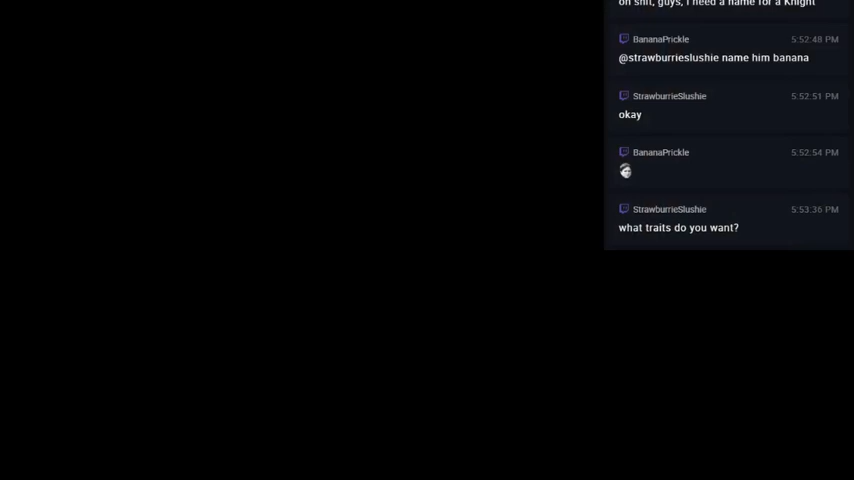 oh shit, guys, I need a name for a Knight
BananaPrickle 5:52:48 PM
@strawburrieslushie name him banana
StrawburrieSlushie 5:52:51 PM
okay
BananaPrickle 5:52:54 PM
StrawburrieSlushie 5:53:36 PM
what traits do you want?